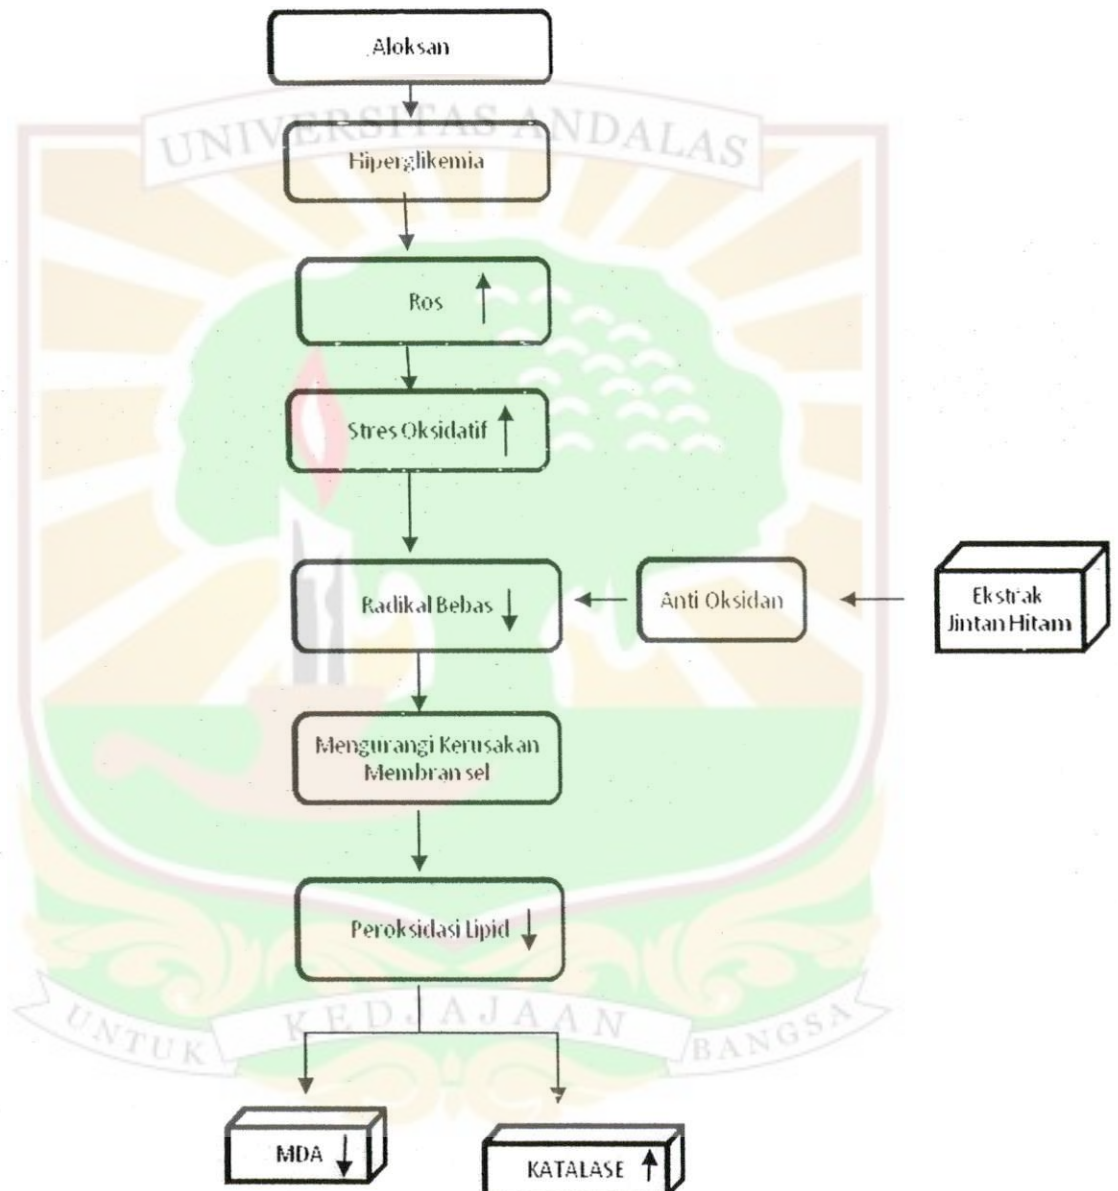 Aloksan
UNIVERSITAS ANDALAS
Hiperglikemia
Ros ↑
Stres Oksidatif ↑
Radikal Bebas ↓
Anti Oksidan
Ekstrak
Jintan Hitam
Mengurangi Kerusakan
Membran sel
Peroksidasi Lipid ↓
UNTUK KEDJAJAAN BANGSA
MDA ↓
KATALASE ↑